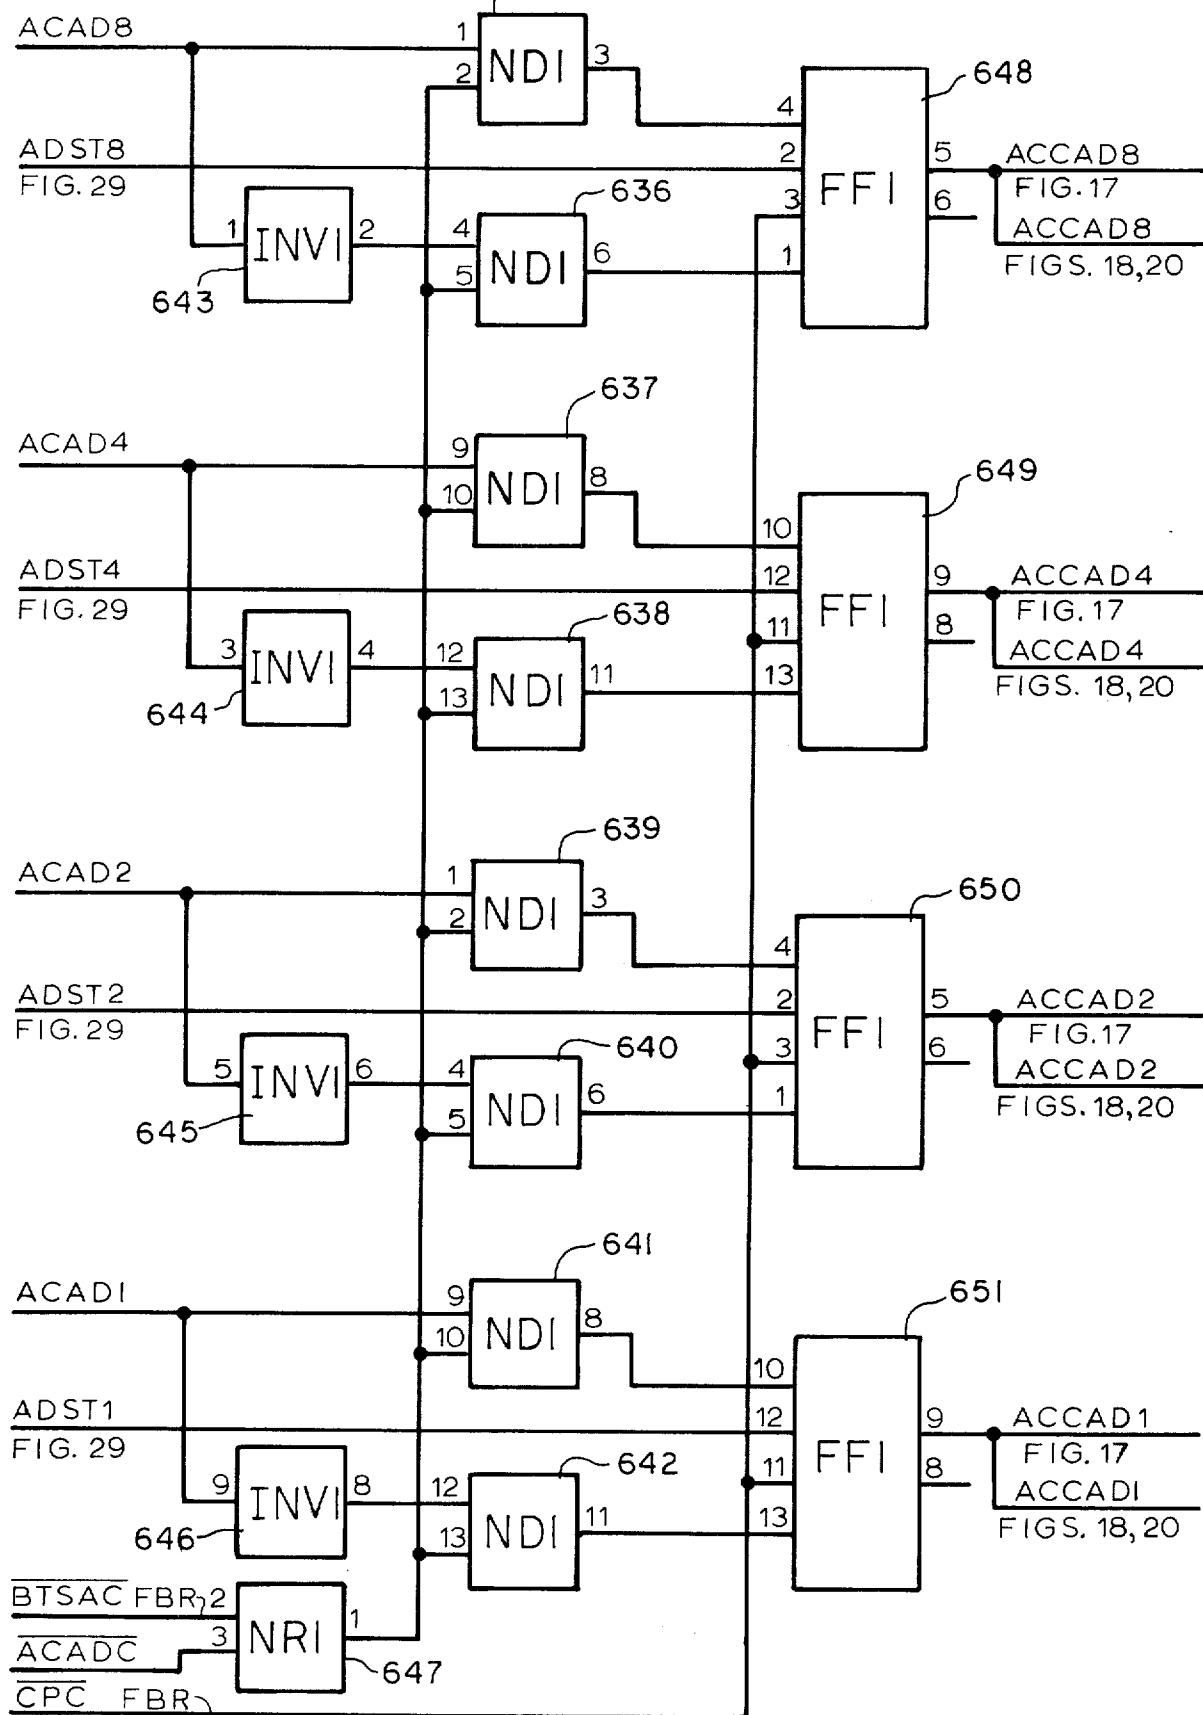 ACAD8
1
2
NDI
3
648
ADST8
FIG. 29
4
2
3
1
FFI
5
6
ACCAD8
FIG. 17
ACCAD8
FIGS. 18,20
1
INVI
2
643
636
4
5
NDI
6
637
ACAD4
9
10
NDI
8
649
ADST4
FIG. 29
10
12
11
13
FFI
9
8
ACCAD4
FIG. 17
ACCAD4
FIGS. 18,20
3
INVI
4
644
638
12
13
NDI
11
639
ACAD2
1
2
NDI
3
650
ADST2
FIG. 29
4
2
3
1
FFI
5
6
ACCAD2
FIG. 17
ACCAD2
FIGS. 18,20
5
INVI
6
645
640
4
5
NDI
6
641
ACAD1
9
10
NDI
8
651
ADST1
FIG. 29
10
12
11
13
FFI
9
8
ACCAD1
FIG. 17
ACCAD1
FIGS. 18,20
9
INVI
8
646
642
12
13
NDI
11
B̅T̅S̅A̅C̅ FBR 2
A̅C̅A̅D̅C̅ 3
NRI
1
647
C̅P̅C̅ FBR